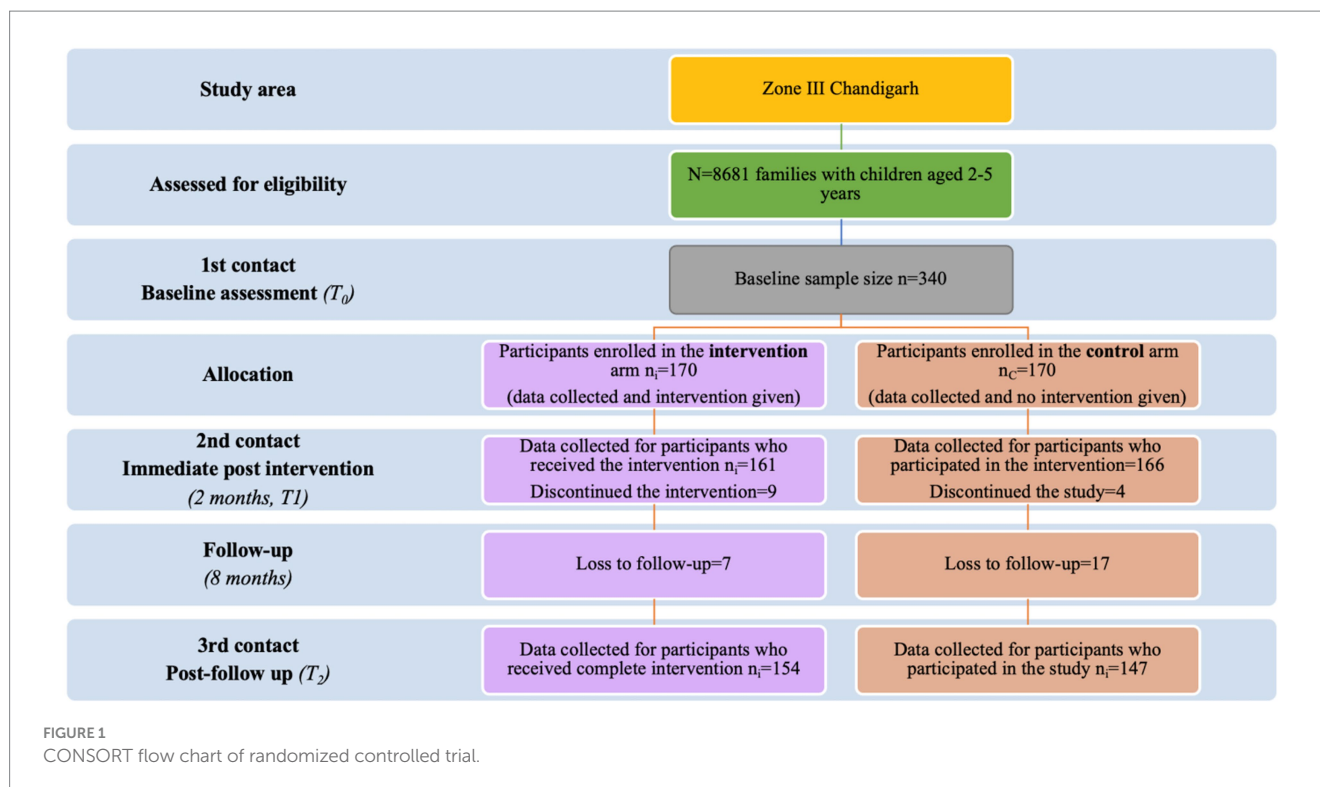 Study area
Zone III Chandigarh
Assessed for eligibility
N=8681 families with children aged 2-5
years
1st contact
Baseline assessment (T0)
Baseline sample size n=340
Allocation
Participants enrolled in the intervention
arm ni=170
(data collected and intervention given)
Participants enrolled in the control arm
nC=170
(data collected and no intervention given)
2nd contact
Immediate post intervention
(2 months, T1)
Data collected for participants who
received the intervention ni=161
Discontinued the intervention=9
Data collected for participants who
participated in the intervention=166
Discontinued the study=4
Follow-up
(8 months)
Loss to follow-up=7
Loss to follow-up=17
3rd contact
Post-follow up (T2)
Data collected for participants who
received complete intervention ni=154
Data collected for participants who
participated in the study ni=147
FIGURE 1
CONSORT flow chart of randomized controlled trial.